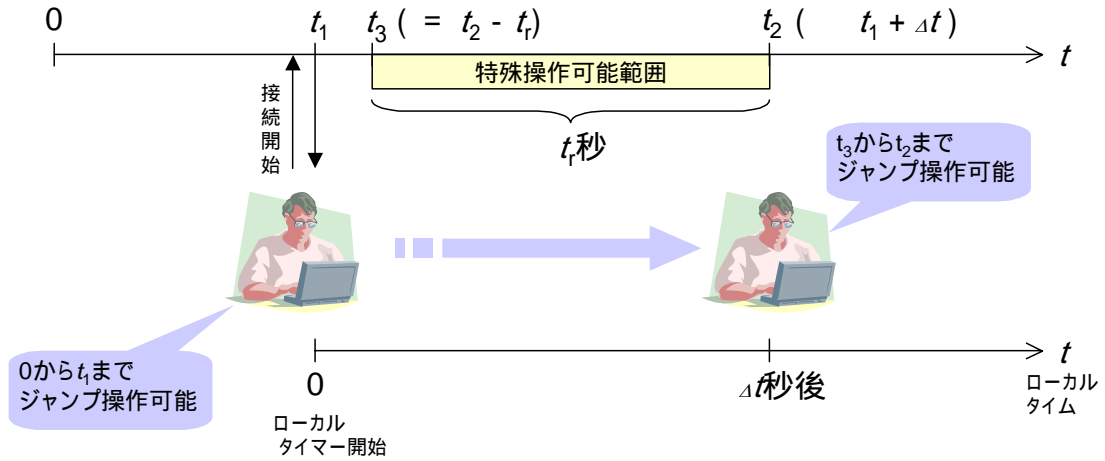 0
t1
t3 ( = t2 - tr)
t2 ( t1 + Δt )
t
特殊操作可能範囲
接続開始
tr秒
t3からt2まで
ジャンプ操作可能
0からt1まで
ジャンプ操作可能
0
Δt秒後
t
ローカル
タイマー開始
ローカル
タイム